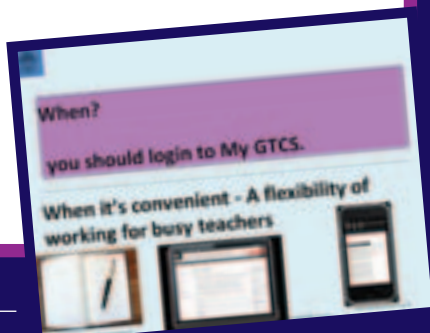 When?
you should login to My GTCS.
When it's convenient - A flexibility of
working for busy teachers